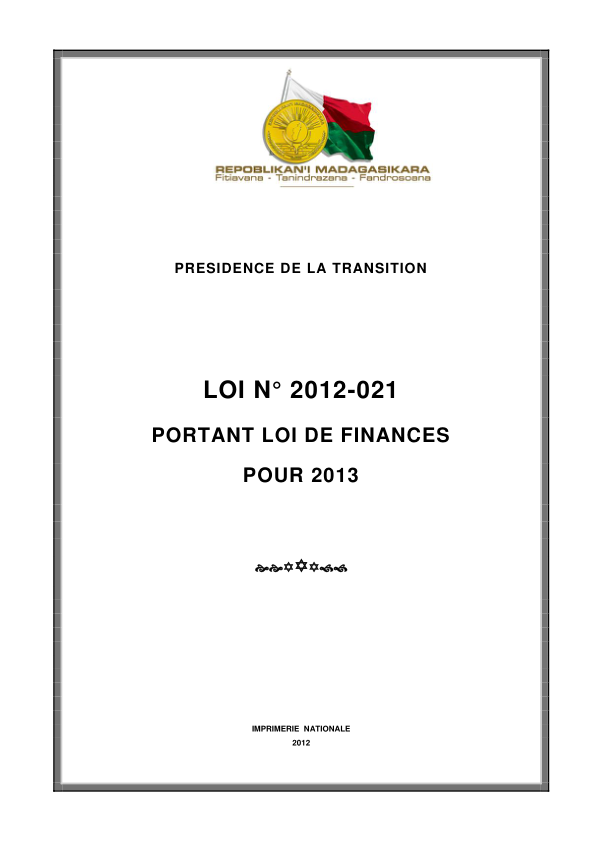 REPOBLIKAN'I MADAGASIKARA
Fitiavana - Tanindrazana - Fandrosoana
PRESIDENCE DE LA TRANSITION
LOI N° 2012-021
PORTANT LOI DE FINANCES
POUR 2013
IMPRIMERIE NATIONALE
2012